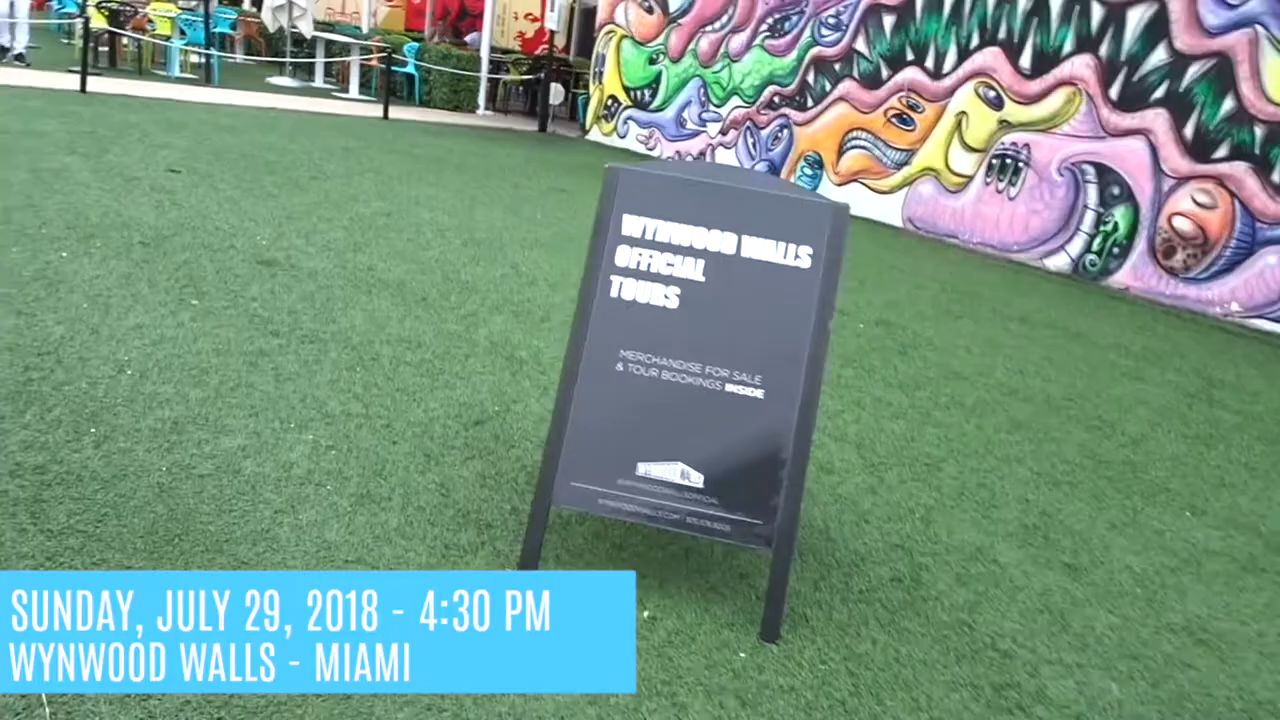 WYNWOOD WALLS
OFFICIAL
TOURS
MERCHANDISE FOR SALE
& TOUR BOOKINGS INSIDE
SUNDAY, JULY 29, 2018 - 4:30 PM
WYNWOOD WALLS - MIAMI